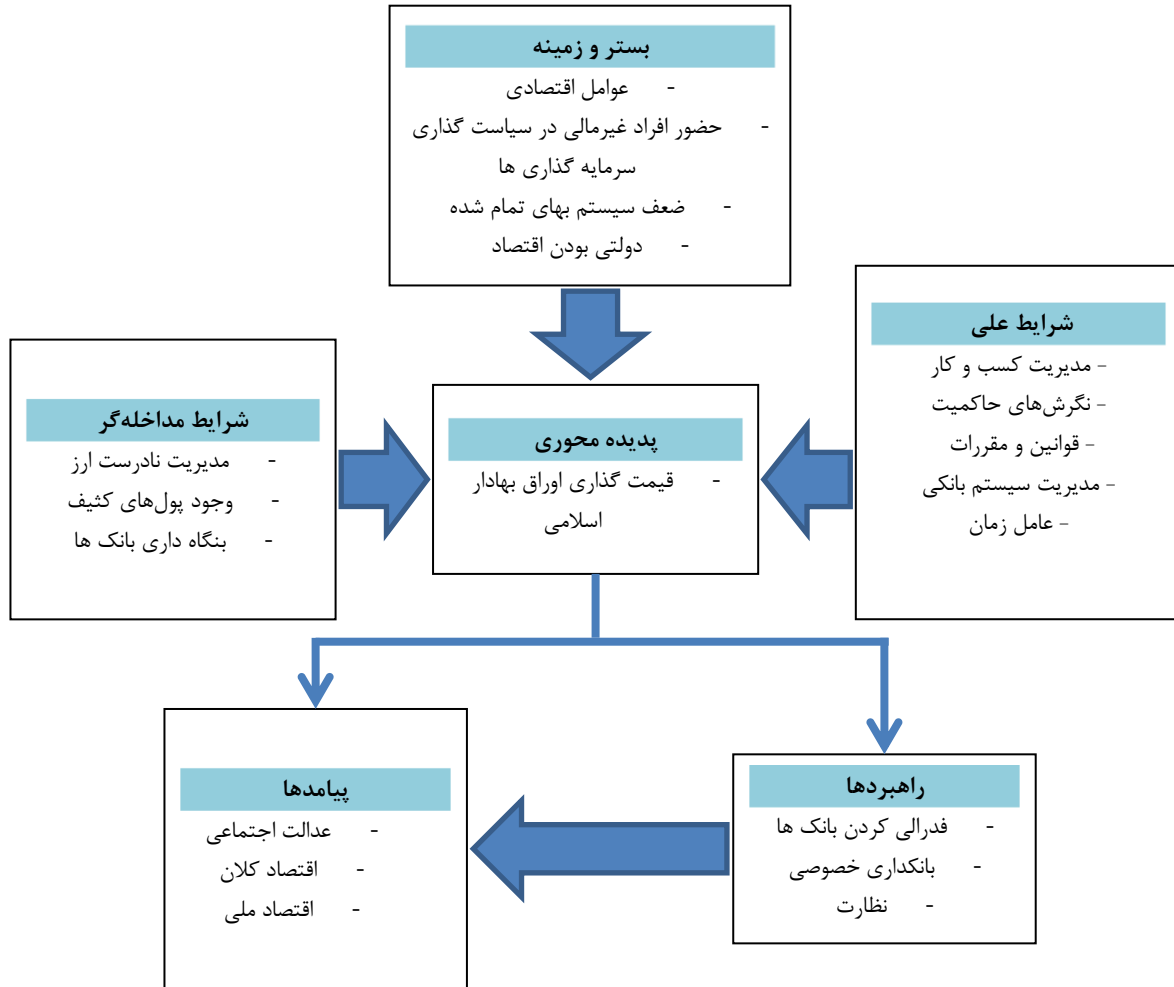 بستر و زمینه
- عوامل اقتصادی
- حضور افراد غیرمالی در سیاست گذاری
سرمایه گذاری ها
- ضعف سیستم بهای تمام شده
- دولتی بودن اقتصاد
شرایط علی
- مدیریت کسب و کار
- نگرش‌های حاکمیت
- قوانین و مقررات
- مدیریت سیستم بانکی
- عامل زمان
پدیده محوری
- قیمت گذاری اوراق بهادار
اسلامی
شرایط مداخله‌گر
- مدیریت نادرست ارز
- وجود پول‌های کثیف
- بنگاه داری بانک ها
راهبردها
- فدرالی کردن بانک ها
- بانکداری خصوصی
- نظارت
پیامدها
- عدالت اجتماعی
- اقتصاد کلان
- اقتصاد ملی